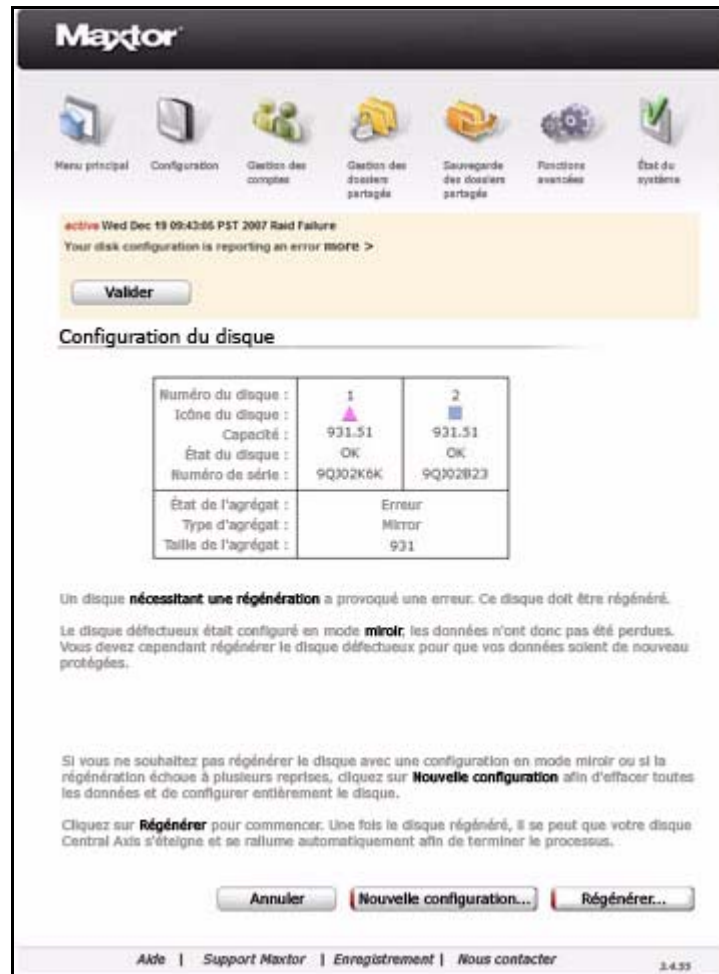 Maxtor
Menu principal
Configuration
Gestion des comptes
Gestion des dossiers partagés
Sauvegarde des dossiers partagés
Fonctions avancées
État du système
active Wed Dec 19 09:43:05 PST 2007 Raid Failure
Your disk configuration is reporting an error more >
Valider
Configuration du disque
Numéro du disque : 1 2
Icône du disque :
Capacité : 931.51 931.51
État du disque : OK OK
Numéro de série : 9QJ02K6K 9QJ02B23
État de l'agrégat : Erreur
Type d'agrégat : Mirror
Taille de l'agrégat : 931
Un disque nécessitant une régénération a provoqué une erreur. Ce disque doit être régénéré.
Le disque défectueux était configuré en mode miroir, les données n'ont donc pas été perdues.
Vous devez cependant régénérer le disque défectueux pour que vos données soient de nouveau
protégées.
Si vous ne souhaitez pas régénérer le disque avec une configuration en mode miroir ou si la
régénération échoue à plusieurs reprises, cliquez sur Nouvelle configuration afin d'effacer toutes
les données et de configurer entièrement le disque.
Cliquez sur Régénérer pour commencer. Une fois le disque régénéré, il se peut que votre disque
Central Axis s'éteigne et se rallume automatiquement afin de terminer le processus.
Annuler
Nouvelle configuration...
Régénérer...
Aide | Support Maxtor | Enregistrement | Nous contacter